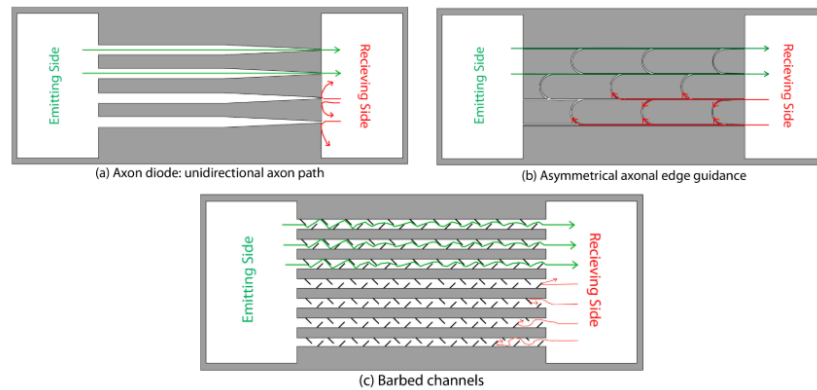 Emitting Side
Recieving Side
(a) Axon diode: unidirectional axon path
Emitting Side
Recieving Side
(b) Asymmetrical axonal edge guidance
Emitting Side
Recieving Side
(c) Barbed channels